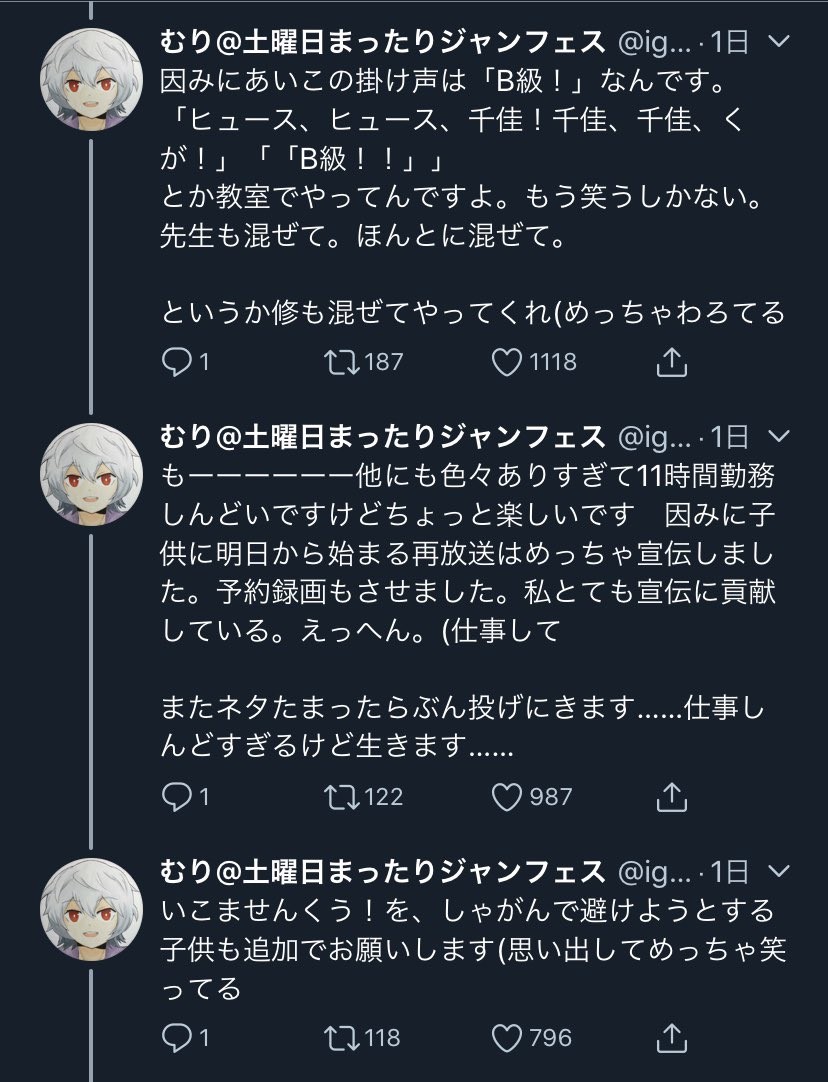 むり@土曜日まったりジャンフェス @ig... · 1日
因みにあいこの掛け声は「B級！」なんです。
「ヒュース、ヒュース、千佳！千佳、千佳、く
が！」「「B級！！」」
とか教室でやってんですよ。もう笑うしかない。
先生も混ぜて。ほんとに混ぜて。
というか修も混ぜてやってくれ(めっちゃわろてる
1 187 1118
むり@土曜日まったりジャンフェス @ig... · 1日
もーーーーーー他にも色々ありすぎて11時間勤務
しんどいですけどちょっと楽しいです　因みに子
供に明日から始まる再放送はめっちゃ宣伝しまし
た。予約録画もさせました。私とても宣伝に貢献
している。えっへん。(仕事して
またネタたまったらぶん投げにきます......仕事し
んどすぎるけど生きます......
1 122 987
むり@土曜日まったりジャンフェス @ig... · 1日
いこませんくう！を、しゃがんで避けようとする
子供も追加でお願いします(思い出してめっちゃ笑
ってる
1 118 796